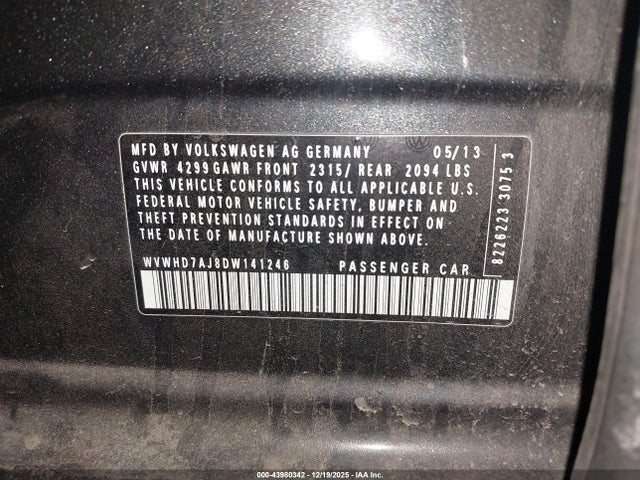 MFD BY VOLKSWAGEN AG GERMANY 05/13
GVWR 4299 GAWR FRONT 2315/ REAR 2094 LBS
THIS VEHICLE CONFORMS TO ALL APPLICABLE U.S.
FEDERAL MOTOR VEHICLE SAFETY, BUMPER AND
THEFT PREVENTION STANDARDS IN EFFECT ON
THE DATE OF MANUFACTURE SHOWN ABOVE.
WVWHD7AJ8DW141246 PASSENGER CAR
8226223 3075 3
000-43980342 - 12/19/2025 - IAA Inc.